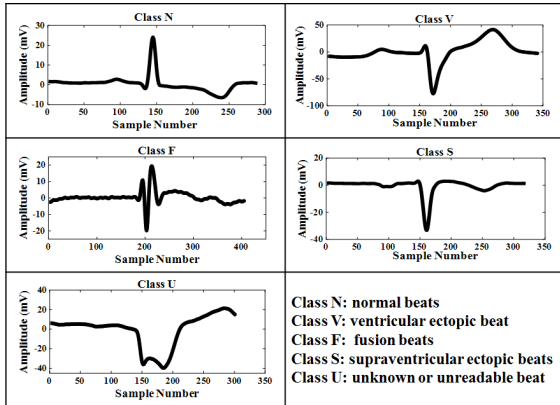 Class N
Amplitude (mV)
30
20
10
0
-10
0 50 100 150 200 250 300
Sample Number
Class V
Amplitude (mV)
50
0
-50
-100
0 50 100 150 200 250 300 350
Sample Number
Class F
Amplitude (mV)
20
10
0
-10
-20
0 100 200 300 400
Sample Number
Class S
Amplitude (mV)
20
0
-20
-40
0 50 100 150 200 250 300 350
Sample Number
Class U
Amplitude (mV)
40
20
0
-20
-40
0 50 100 150 200 250 300 350
Sample Number
Class N: normal beats
Class V: ventricular ectopic beat
Class F: fusion beats
Class S: supraventricular ectopic beats
Class U: unknown or unreadable beat